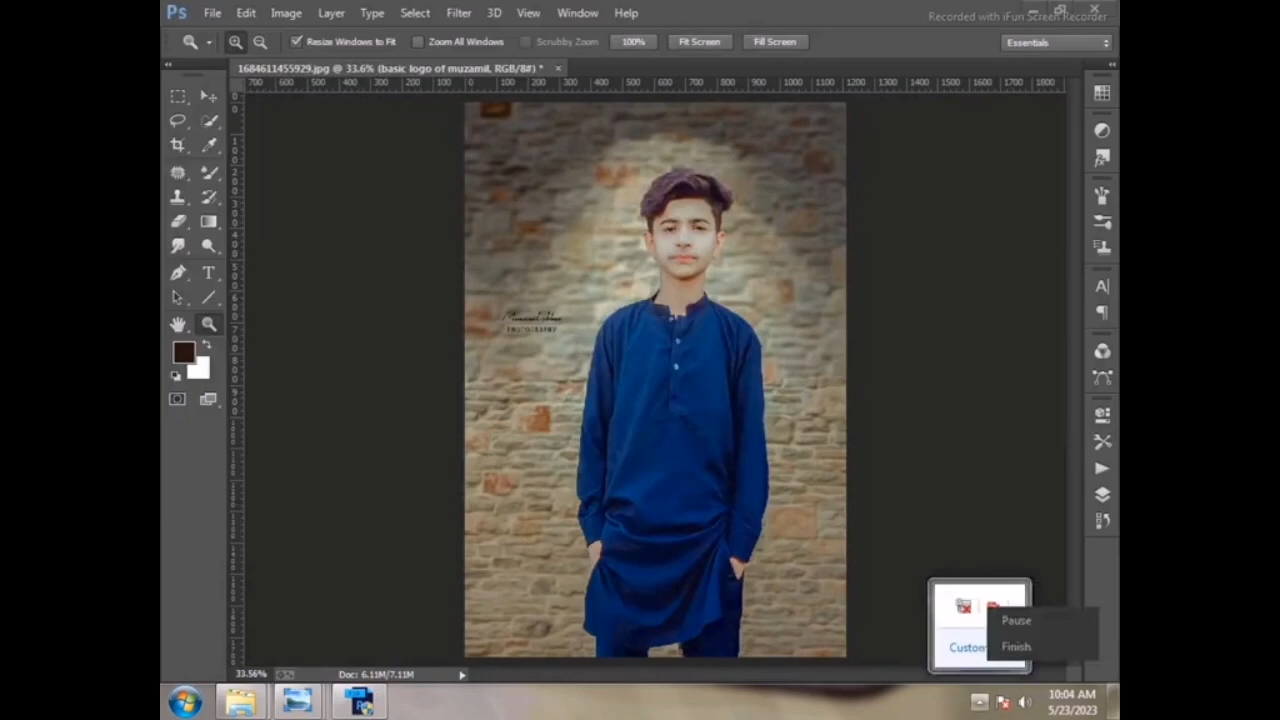 Ps File Edit Image Layer Type Select Filter 3D View Window Help
Recorded with iFun Screen Recorder
Resize Windows to Fit Zoom All Windows Scrubby Zoom 100% Fit Screen Fill Screen Essentials
1684611455929.jpg @ 33.6% (basic logo of muzamil, RGB/8#) * ×
700 600 500 400 300 200 100 0 100 200 300 400 500 600 700 800 900 1000 1100 1200 1300 1400 1500 1600 1700 1800
PHOTOGRAPHY
Pause
Custom
Finish
33.56% Doc: 6.11M/7.11M
10:04 AM
5/23/2023